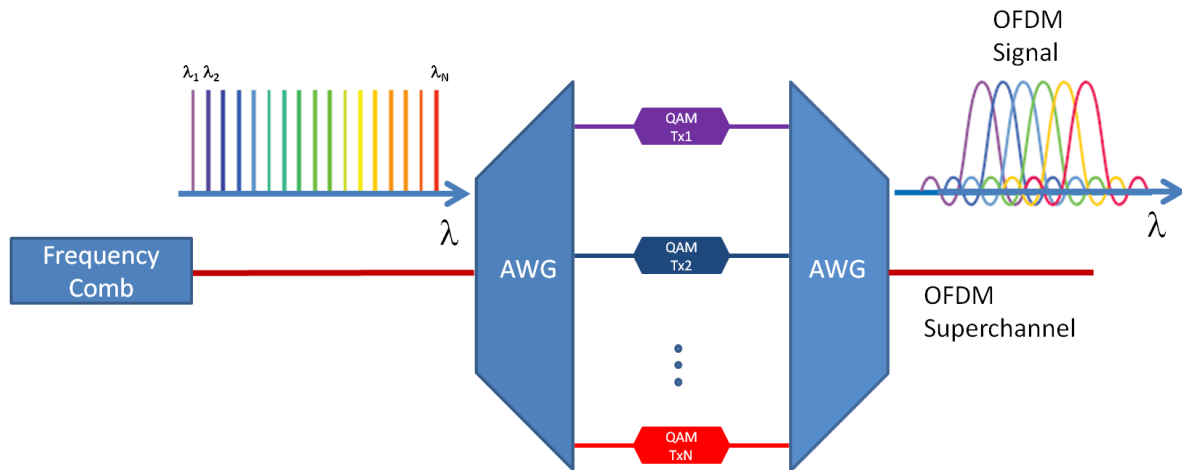 OFDM
Signal
λ₁ λ₂
λN
λ
λ
Frequency
Comb
AWG
QAM
Tx1
QAM
Tx2
QAM
TxN
AWG
OFDM
Superchannel